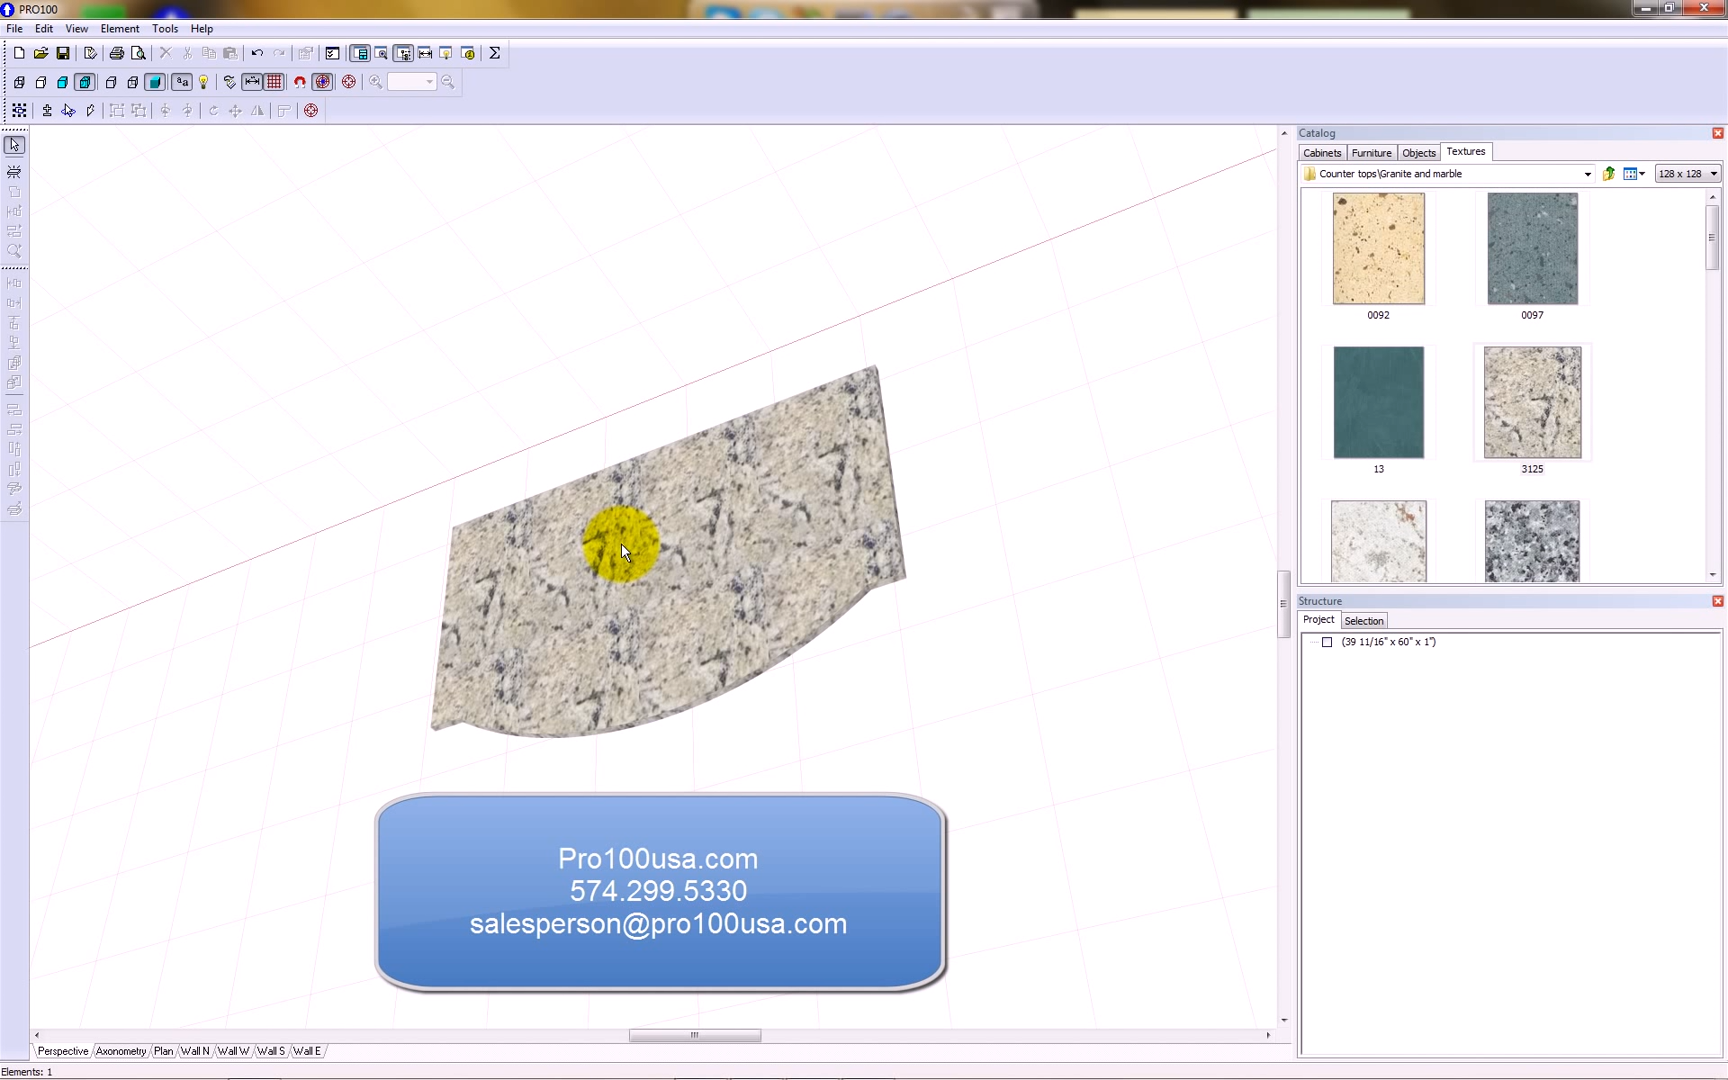 PRO100
File Edit View Element Tools Help
Catalog
Cabinets Furniture Objects Textures
Counter tops\Granite and marble 128 x 128
0092 0097
13 3125
Structure
Project Selection
(39 11/16" x 60" x 1")
Pro100usa.com
574.299.5330
salesperson@pro100usa.com
Perspective Axonometry Plan Wall N Wall W Wall S Wall E
Elements: 1